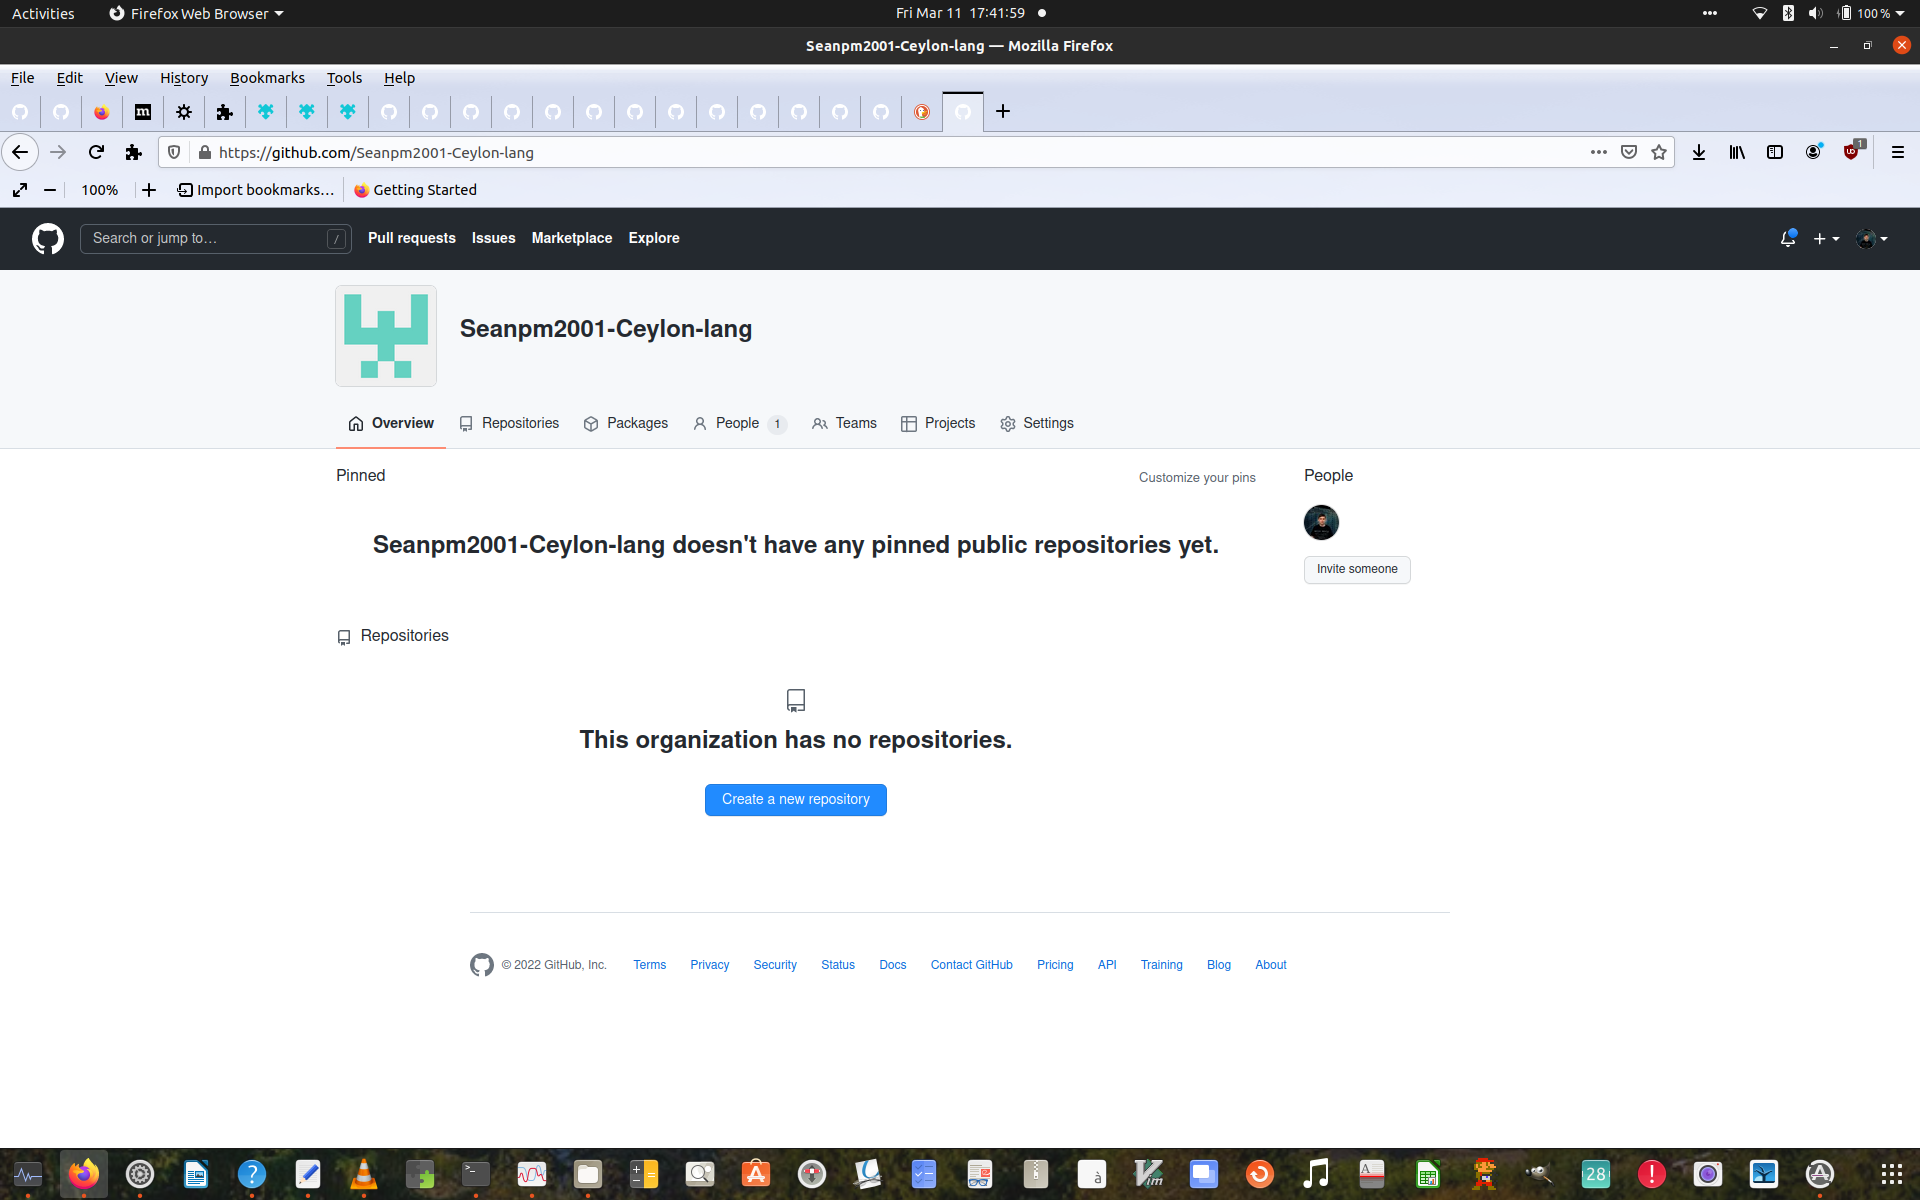 Activities Firefox Web Browser Fri Mar 11 17:41:59 100 %
Seanpm2001-Ceylon-lang — Mozilla Firefox
File Edit View History Bookmarks Tools Help
https://github.com/Seanpm2001-Ceylon-lang 1
100% Import bookmarks… Getting Started
Search or jump to… / Pull requests Issues Marketplace Explore
Seanpm2001-Ceylon-lang
Overview Repositories Packages People 1 Teams Projects Settings
Pinned Customize your pins People
Seanpm2001-Ceylon-lang doesn't have any pinned public repositories yet.
Invite someone
Repositories
This organization has no repositories.
Create a new repository
© 2022 GitHub, Inc. Terms Privacy Security Status Docs Contact GitHub Pricing API Training Blog About
28